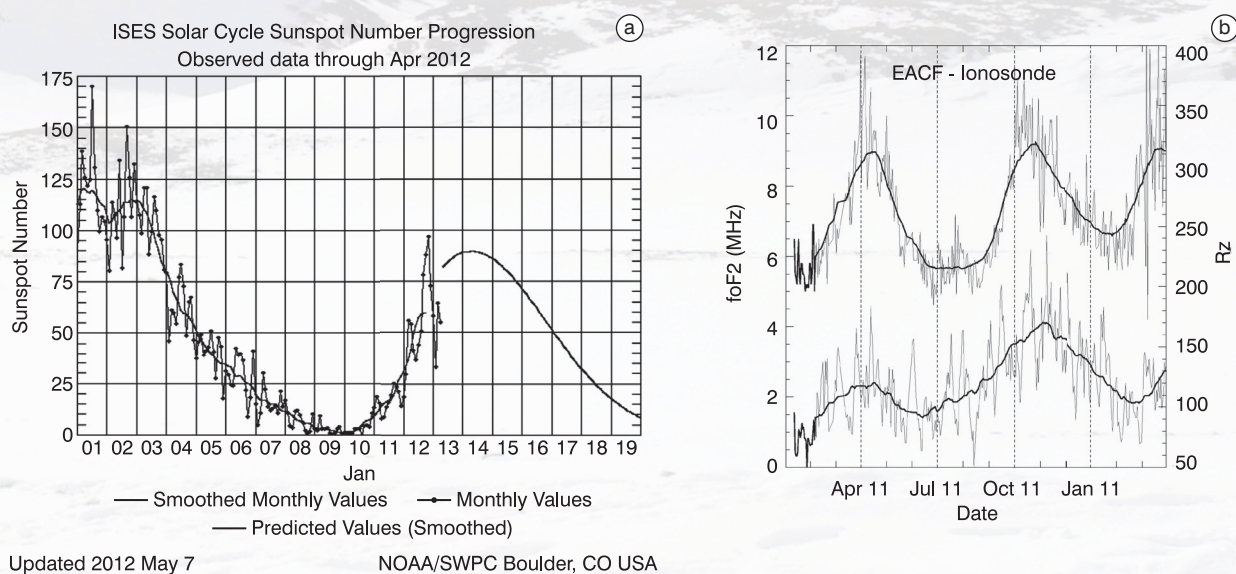 ISES Solar Cycle Sunspot Number Progression
Observed data through Apr 2012
a
175
150
125
100
75
50
25
0
Sunspot Number
01 02 03 04 05 06 07 08 09 10 11 12 13 14 15 16 17 18 19
Jan
Smoothed Monthly Values Monthly Values
Predicted Values (Smoothed)
Updated 2012 May 7 NOAA/SWPC Boulder, CO USA
b
EACF - Ionosonde
12
10
8
6
4
2
0
foF2 (MHz)
400
350
300
250
200
150
100
50
Rz
Apr 11 Jul 11 Oct 11 Jan 11
Date